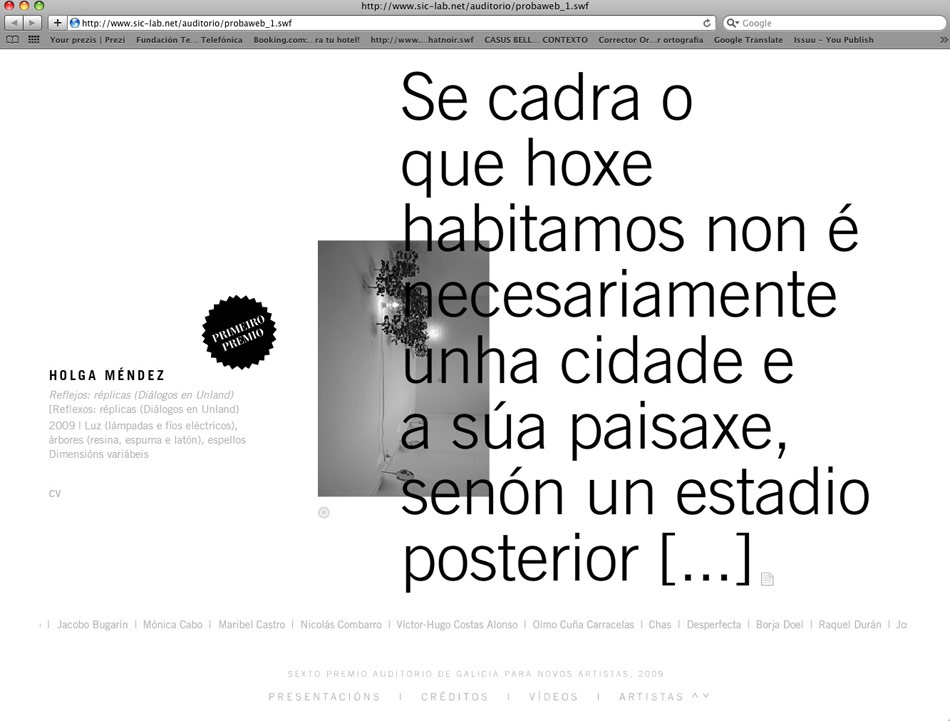 http://www.sic-lab.net/auditorio/probaweb_1.swf
http://www.sic-lab.net/auditorio/probaweb_1.swf
Google
Your prezis | Prezi Fundación Te... Telefónica Booking.com:...ra tu hotel! http://www....hatnoir.swf CASUS BELL... CONTEXTO Corrector Or...r ortografia Google Translate Issuu – You Publish
Se cadra o
que hoxe
habitamos non é
necesariamente
unha cidade e
a súa paisaxe,
senón un estadio
posterior [...]
PRIMEIRO
PREMIO
HOLGA MÉNDEZ
Reflejos: réplicas (Diálogos en Unland)
[Reflexos: réplicas (Diálogos en Unland)
2009 | Luz (lámpadas e fíos eléctricos),
árbores (resina, espuma e latón), espellos
Dimensións variábeis
CV
| Jacobo Bugarín | Mónica Cabo | Maribel Castro | Nicolás Combarro | Víctor-Hugo Costas Alonso | Olmo Cuña Carracelas | Chas | Desperfecta | Borja Doel | Raquel Durán | Jo
SEXTO PREMIO AUDITORIO DE GALICIA PARA NOVOS ARTISTAS, 2009
PRESENTACIÓNS | CRÉDITOS | VÍDEOS | ARTISTAS